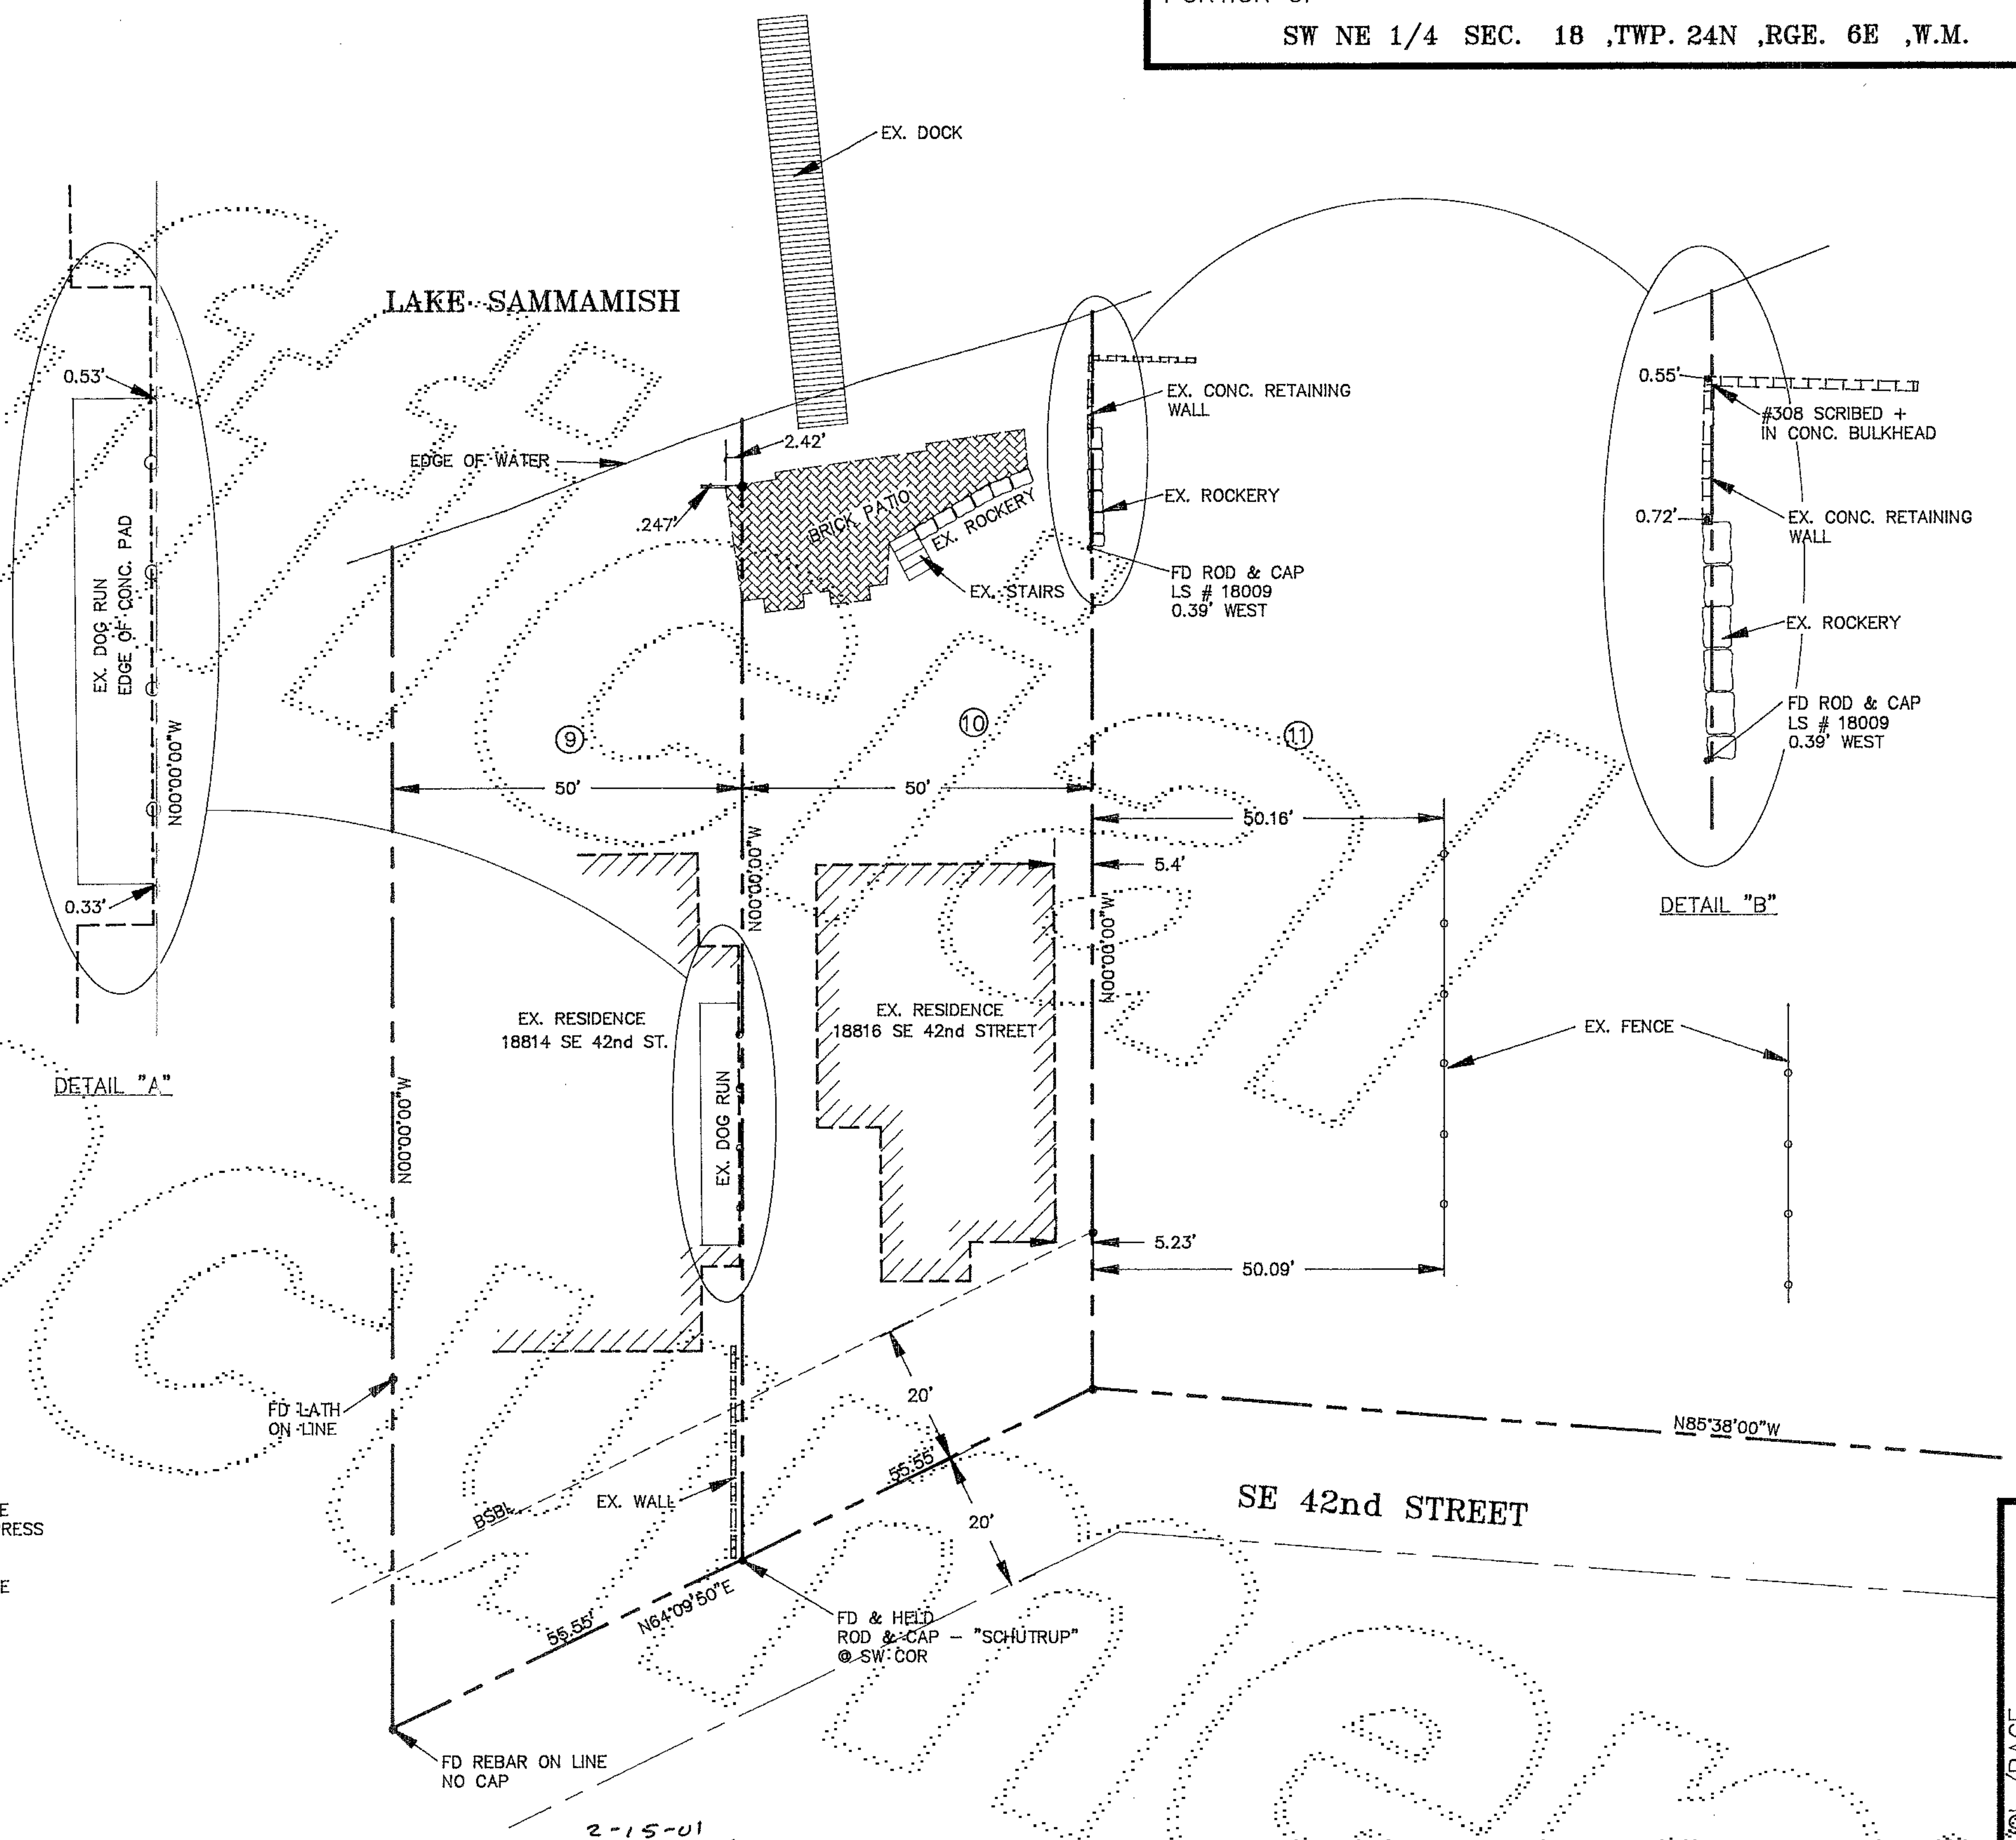 SW NE 1/4 SEC. 18 ,TWP. 24N ,RGE. 6E ,W.M.
EX. DOCK
LAKE SAMMAMISH
0.53'
2.42'
EDGE OF WATER
.247'
BRICK PATIO
EX. ROCKERY
EX. STAIRS
EX. CONC. RETAINING
WALL
EX. ROCKERY
FD ROD & CAP
LS # 18009
0.39' WEST
0.55'
#308 SCRIBED +
IN CONC. BULKHEAD
0.72'
EX. CONC. RETAINING
WALL
EX. ROCKERY
FD ROD & CAP
LS # 18009
0.39' WEST
DETAIL "B"
EX. DOG RUN
EDGE OF CONC. PAD
N00°00'00"W
0.33'
DETAIL "A"
9
10
11
50'
50'
50.16'
5.4'
N00°00'00"W
N00°00'00"W
N00°00'00"W
EX. RESIDENCE
18814 SE 42nd ST.
EX. DOG RUN
EX. RESIDENCE
18816 SE 42nd STREET
EX. FENCE
5.23'
50.09'
FD LATH
ON LINE
20'
55.55'
20'
N85°38'00"W
BSBL
EX. WALL
SE 42nd STREET
55.55'
N64°09'50"E
FD & HELD
ROD & CAP - "SCHUTRUP"
@ SW COR
FD REBAR ON LINE
NO CAP
2-15-01